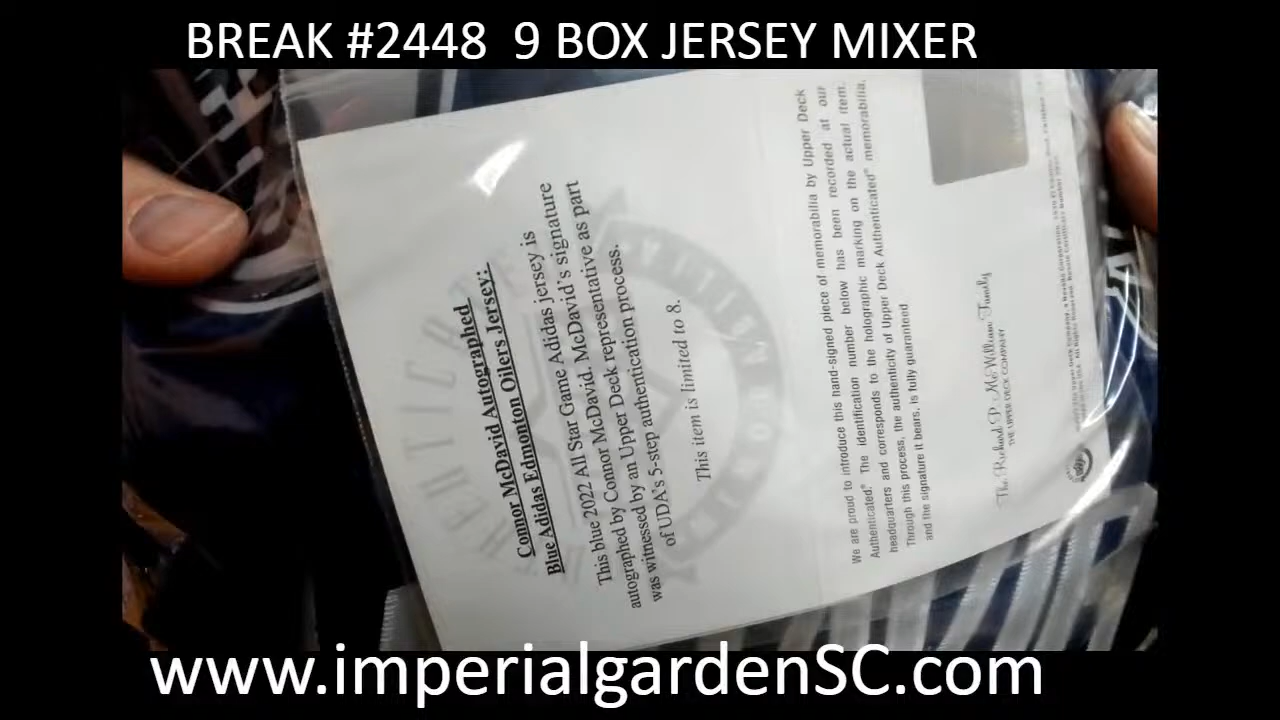 BREAK #2448 9 BOX JERSEY MIXER
Connor McDavid Autographed
Blue Adidas Edmonton Oilers Jersey:
This blue 2022 All Star Game Adidas jersey is
autographed by Connor McDavid. McDavid's signature
was witnessed by an Upper Deck representative as part
of UDA's 5-step authentication process.
This item is limited to 8.
We are proud to introduce this hand-signed piece of memorabilia by Upper Deck
Authenticated.® The identification number below has been recorded at our
headquarters and corresponds to the holographic marking on the actual item.
Through this process, the authenticity of Upper Deck Authenticated® memorabilia,
and the signature it bears, is fully guaranteed
The Richard P. McWilliam Family
THE UPPER DECK COMPANY
www.imperialgardenSC.com